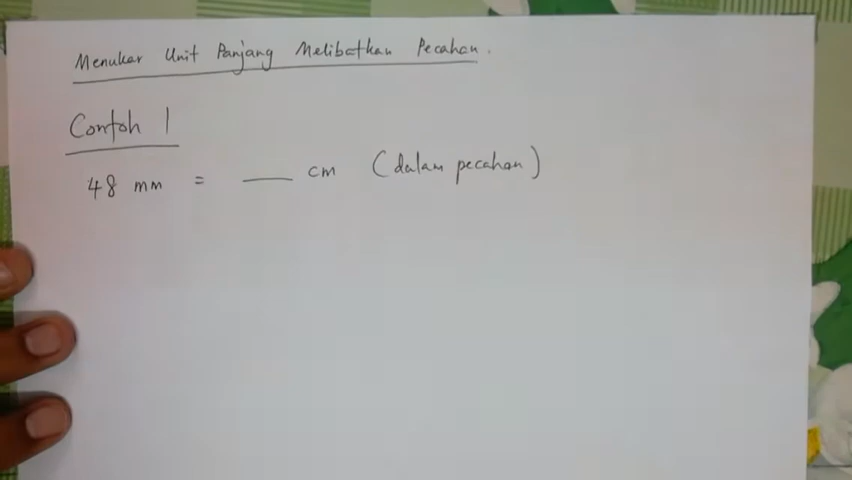 Menukar Unit Panjang Melibatkan Pecahan.
Contoh 1
48 mm = ___ cm (dalam pecahan)